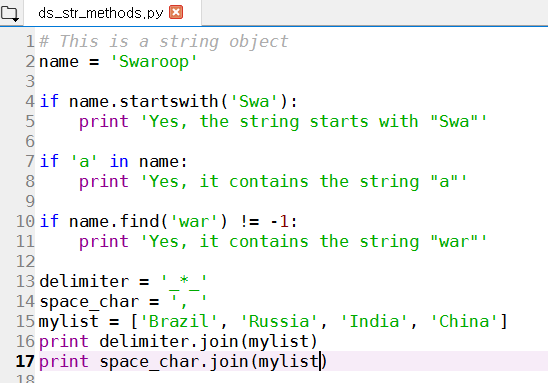 ds_str_methods.py
1 # This is a string object
2 name = 'Swaroop'
3
4 if name.startswith('Swa'):
5     print 'Yes, the string starts with "Swa"'
6
7 if 'a' in name:
8     print 'Yes, it contains the string "a"'
9
10 if name.find('war') != -1:
11     print 'Yes, it contains the string "war"'
12
13 delimiter = '_*_'
14 space_char = ', '
15 mylist = ['Brazil', 'Russia', 'India', 'China']
16 print delimiter.join(mylist)
17 print space_char.join(mylist)
18